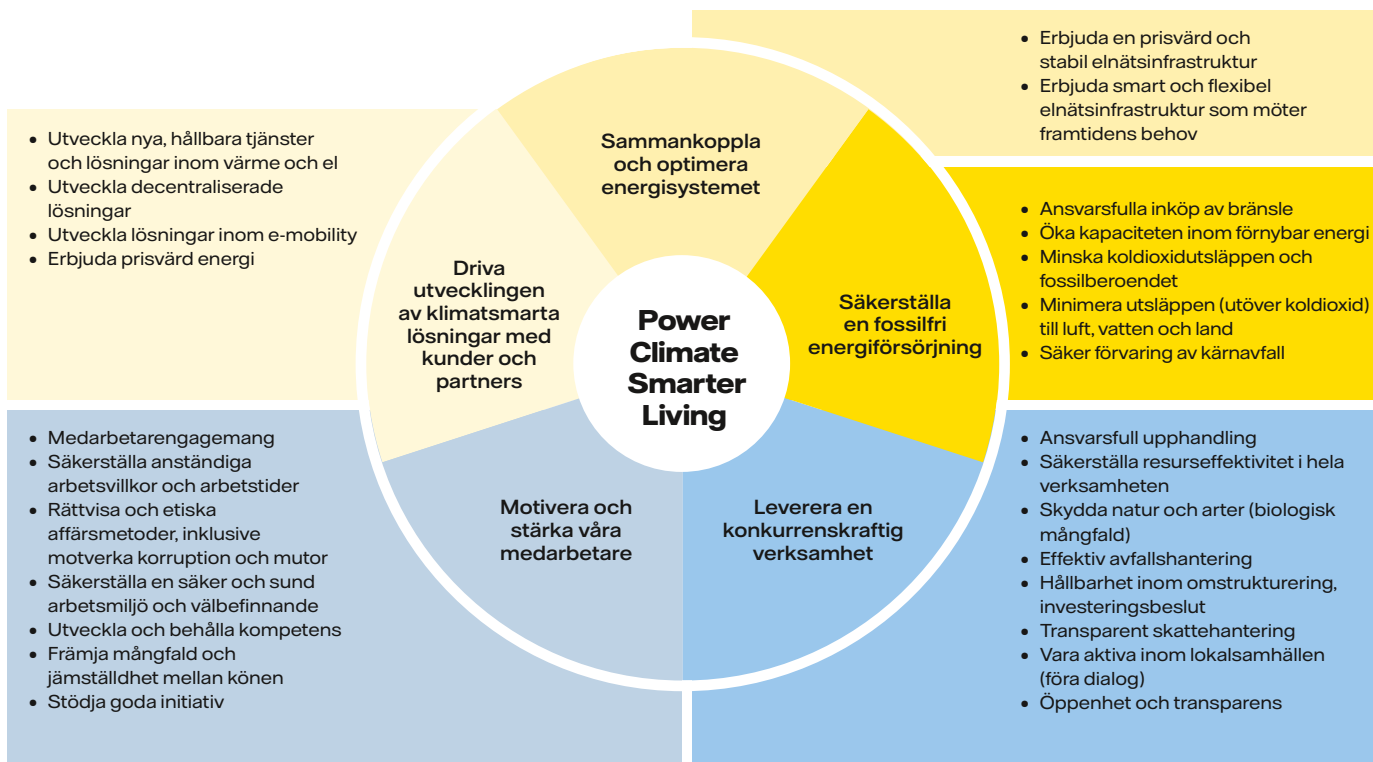 • Erbjuda en prisvärd och
stabil elnätsinfrastruktur
• Erbjuda smart och flexibel
elnätsinfrastruktur som möter
framtidens behov
• Utveckla nya, hållbara tjänster
och lösningar inom värme och el
• Utveckla decentraliserade
lösningar
• Utveckla lösningar inom e-mobility
• Erbjuda prisvärd energi
Sammankoppla
och optimera
energisystemet
• Ansvarsfulla inköp av bränsle
• Öka kapaciteten inom förnybar energi
• Minska koldioxidutsläppen och
fossilberoendet
• Minimera utsläppen (utöver koldioxid)
till luft, vatten och land
• Säker förvaring av kärnavfall
Driva
utvecklingen
av klimatsmarta
lösningar med
kunder och
partners
Power
Climate
Smarter
Living
Säkerställa
en fossilfri
energiförsörjning
• Medarbetarengagemang
• Säkerställa anständiga
arbetsvillkor och arbetstider
• Rättvisa och etiska
affärsmetoder, inklusive
motverka korruption och mutor
• Säkerställa en säker och sund
arbetsmiljö och välbefinnande
• Utveckla och behålla kompetens
• Främja mångfald och
jämställdhet mellan könen
• Stödja goda initiativ
Motivera och
stärka våra
medarbetare
Leverera en
konkurrenskraftig
verksamhet
• Ansvarsfull upphandling
• Säkerställa resurseffektivitet i hela
verksamheten
• Skydda natur och arter (biologisk
mångfald)
• Effektiv avfallshantering
• Hållbarhet inom omstrukturering,
investeringsbeslut
• Transparent skattehantering
• Vara aktiva inom lokalsamhällen
(föra dialog)
• Öppenhet och transparens